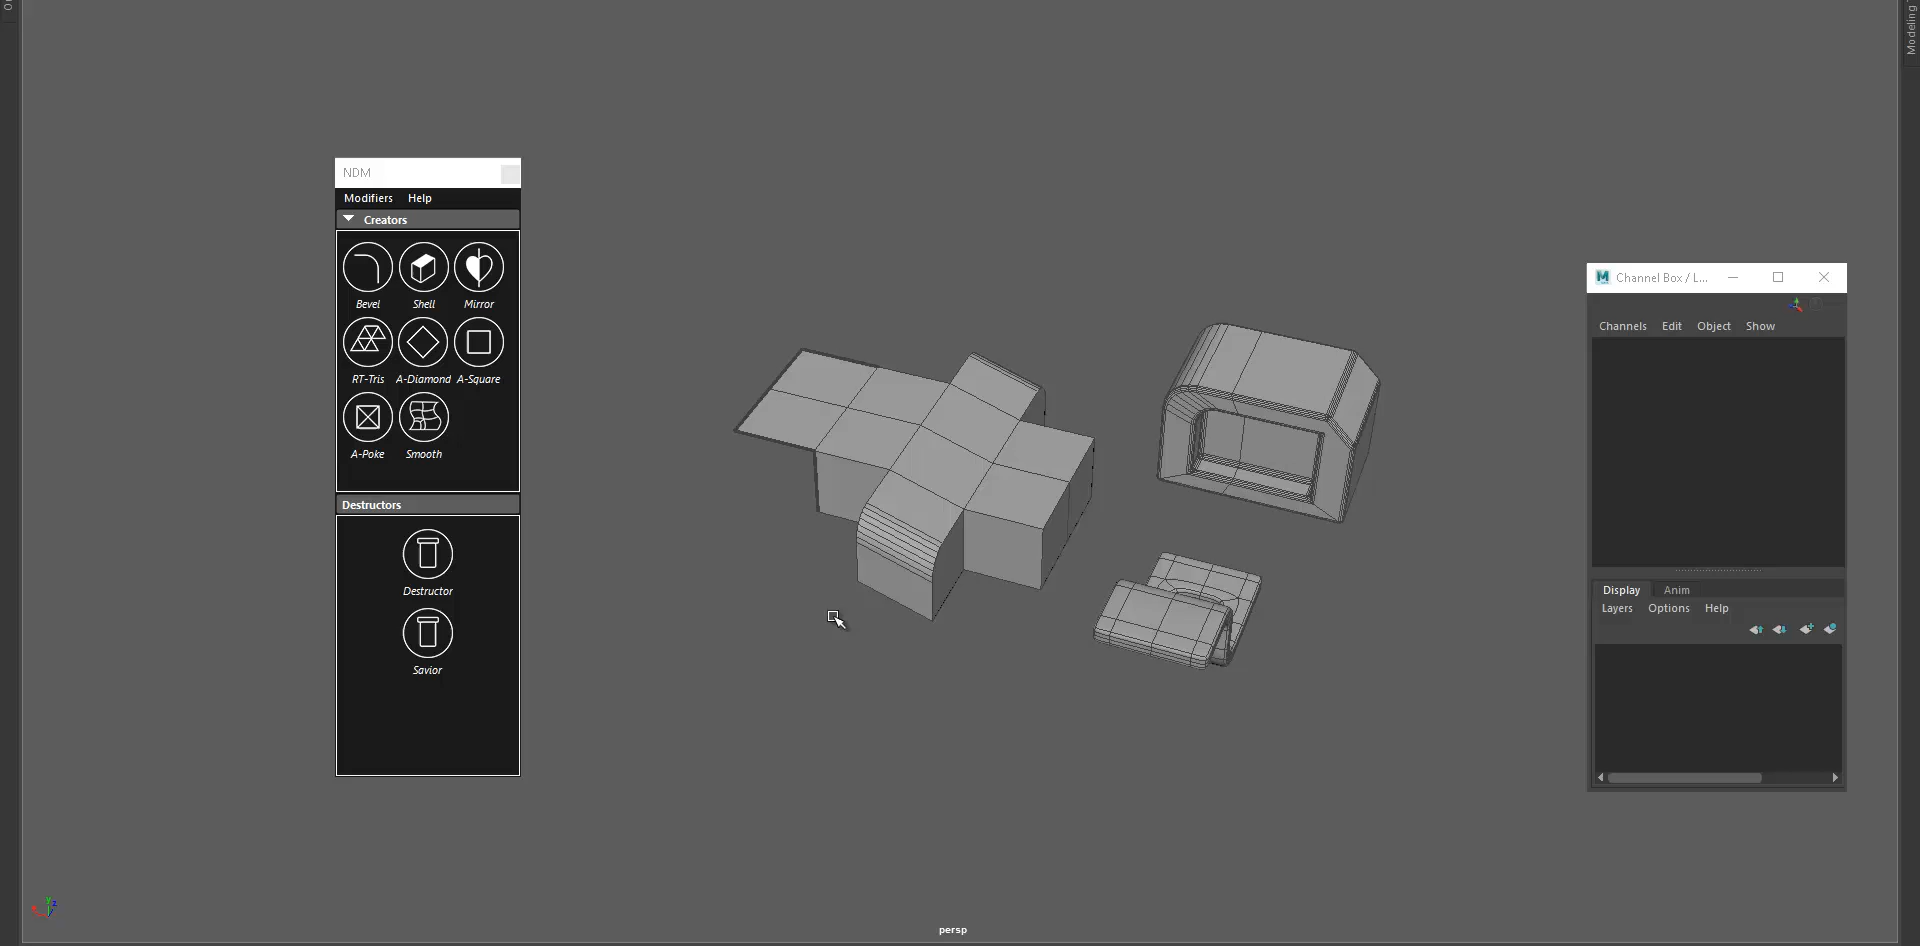 O
Modeling
NDM
Modifiers Help
Creators
Bevel Shell Mirror
RT-Tris A-Diamond A-Square
A-Poke Smooth
Destructors
Destructor
Savior
M Channel Box / L...
Channels Edit Object Show
Display Anim
Layers Options Help
persp